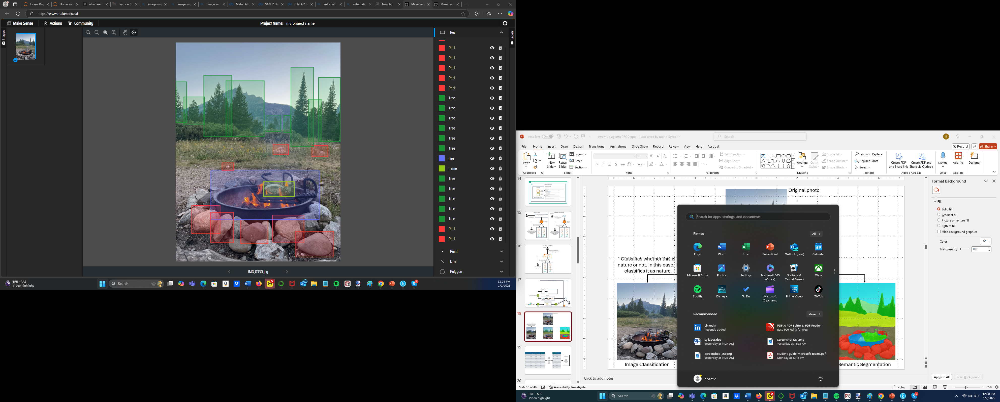 Home Pag
Home Pag
what are t
IPython Co
image seg
image seg
image seg
Meta FAIR
SAM 2 De
DINOv2 b
automatic
automatic
New tab
Make Sen
Make Sen
https://www.makesense.ai
Make Sense
Actions
Community
Project Name: my-project-name
Images
Labels
Rect
Rock
Rock
Rock
Rock
Rock
Tree
Tree
Tree
Tree
Tree
Tree
Fire
flame
Tree
Tree
Tree
Tree
Tree
Rock
Rock
Point
Line
Polygon
IMG_0330.jpg
BRE - ARS
Video highlight
Search
12:28 PM
1/2/2025
AutoSave On
aws ML diagrams PROD.pptx - Last saved by user • Saved
Search
File Home Insert Draw Design Transitions Animations Slide Show Record Review View Help Acrobat
Record
Share
Paste
Clipboard
New Slide
Reuse Slides
Layout
Reset
Section
Slides
18
Font
Text Direction
Align Text
Convert to SmartArt
Paragraph
Arrange
Quick Styles
Shape Fill
Shape Outline
Shape Effects
Drawing
Find and Replace
Replace Fonts
Select
Editing
Create PDF and Share link
Create PDF and Share via Outlook
Adobe Acrobat
Dictate
Voice
Add-ins
Add-ins
Designer
14
15
16
17
18
19
20
Original photo
Classifies whether this is
nature or not. In this case, it
classifies it as nature.
Image Classification
Semantic Segmentation
Click to add notes
Search for apps, settings, and documents
Pinned
All
Edge
Word
Excel
PowerPoint
Outlook (new)
Calendar
Microsoft Store
Photos
Settings
Microsoft 365 (Office)
Solitaire & Casual Games
Xbox
Spotify
Disney+
To Do
Microsoft Clipchamp
Prime Video
TikTok
Recommended
More
LinkedIn
Recently added
PDF X: PDF Editor & PDF Reader
Easy PDF edits for free
syllabus.doc
Yesterday at 11:24 AM
Screenshot (27).png
Yesterday at 11:23 AM
Screenshot (26).png
Yesterday at 11:23 AM
student-guide-microsoft-teams.pdf
Monday at 12:18 PM
bryant 2
Format Background
Fill
Solid fill
Gradient fill
Picture or texture fill
Pattern fill
Hide background graphics
Color
Transparency
0%
Apply to All
Reset Background
Slide 18 of 46
Accessibility: Investigate
Notes
85%
BRE - ARS
Video highlight
Search
12:28 PM
1/2/2025